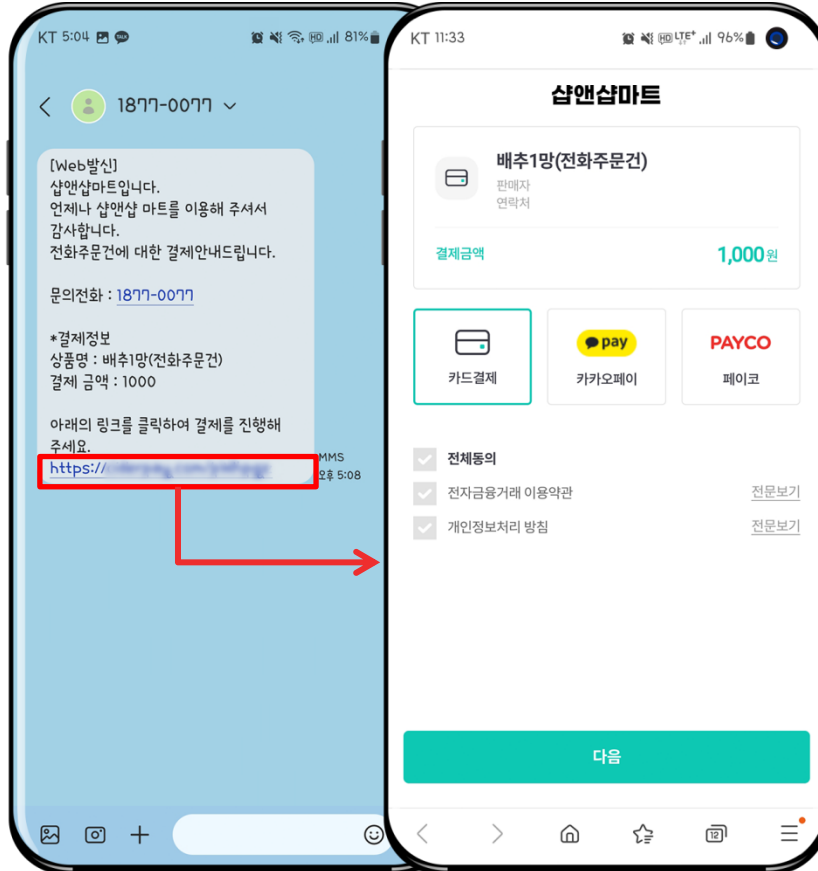 KT 5:04
81%
1877-0077
[Web발신]
샵앤샵마트입니다.
언제나 샵앤샵 마트를 이용해 주셔서
감사합니다.
전화주문건에 대한 결제안내드립니다.
문의전화 : 1877-0077
*결제정보
상품명 : 배추1망(전화주문건)
결제 금액 : 1000
아래의 링크를 클릭하여 결제를 진행해
주세요.
https://
MMS
오후 5:08
KT 11:33
HD LTE+ 96%
샵앤샵마트
배추1망(전화주문건)
판매자
연락처
결제금액 1,000원
카드결제
pay
카카오페이
PAYCO
페이코
전체동의
전자금융거래 이용약관 전문보기
개인정보처리 방침 전문보기
다음
12